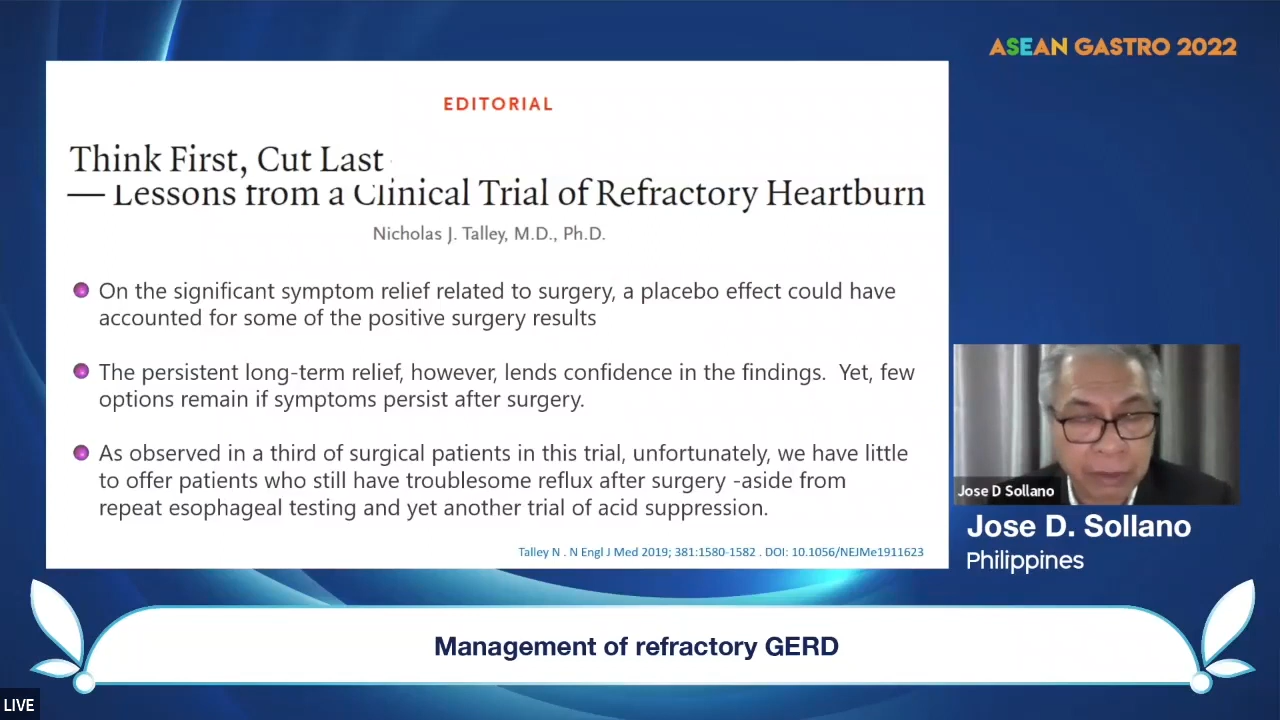 ASEAN GASTRO 2022
EDITORIAL
Think First, Cut Last
— Lessons from a Clinical Trial of Refractory Heartburn
Nicholas J. Talley, M.D., Ph.D.
On the significant symptom relief related to surgery, a placebo effect could have
accounted for some of the positive surgery results
The persistent long-term relief, however, lends confidence in the findings. Yet, few
options remain if symptoms persist after surgery.
As observed in a third of surgical patients in this trial, unfortunately, we have little
to offer patients who still have troublesome reflux after surgery -aside from
repeat esophageal testing and yet another trial of acid suppression.
Talley N . N Engl J Med 2019; 381:1580-1582 . DOI: 10.1056/NEJMe1911623
Jose D Sollano
Jose D. Sollano
Philippines
Management of refractory GERD
LIVE